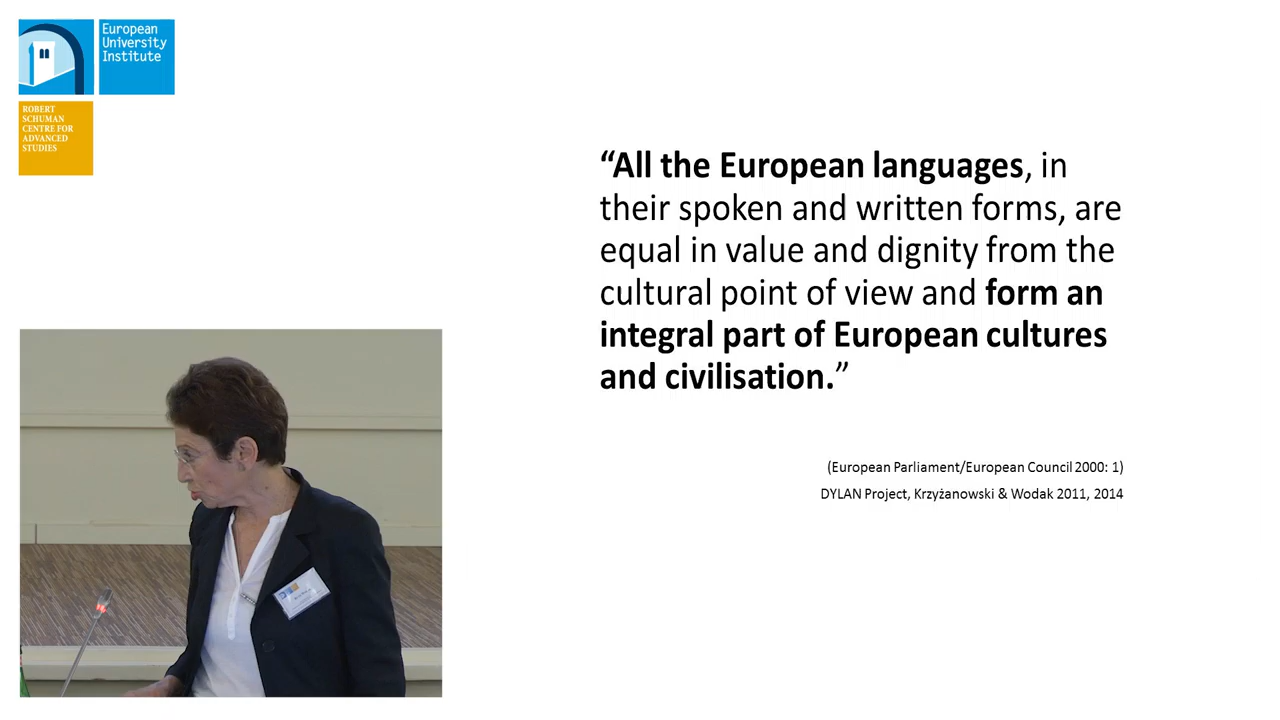 European
University
Institute
ROBERT
SCHUMAN
CENTRE FOR
ADVANCED
STUDIES
“All the European languages, in
their spoken and written forms, are
equal in value and dignity from the
cultural point of view and form an
integral part of European cultures
and civilisation.”
(European Parliament/European Council 2000: 1)
DYLAN Project, Krzyżanowski & Wodak 2011, 2014